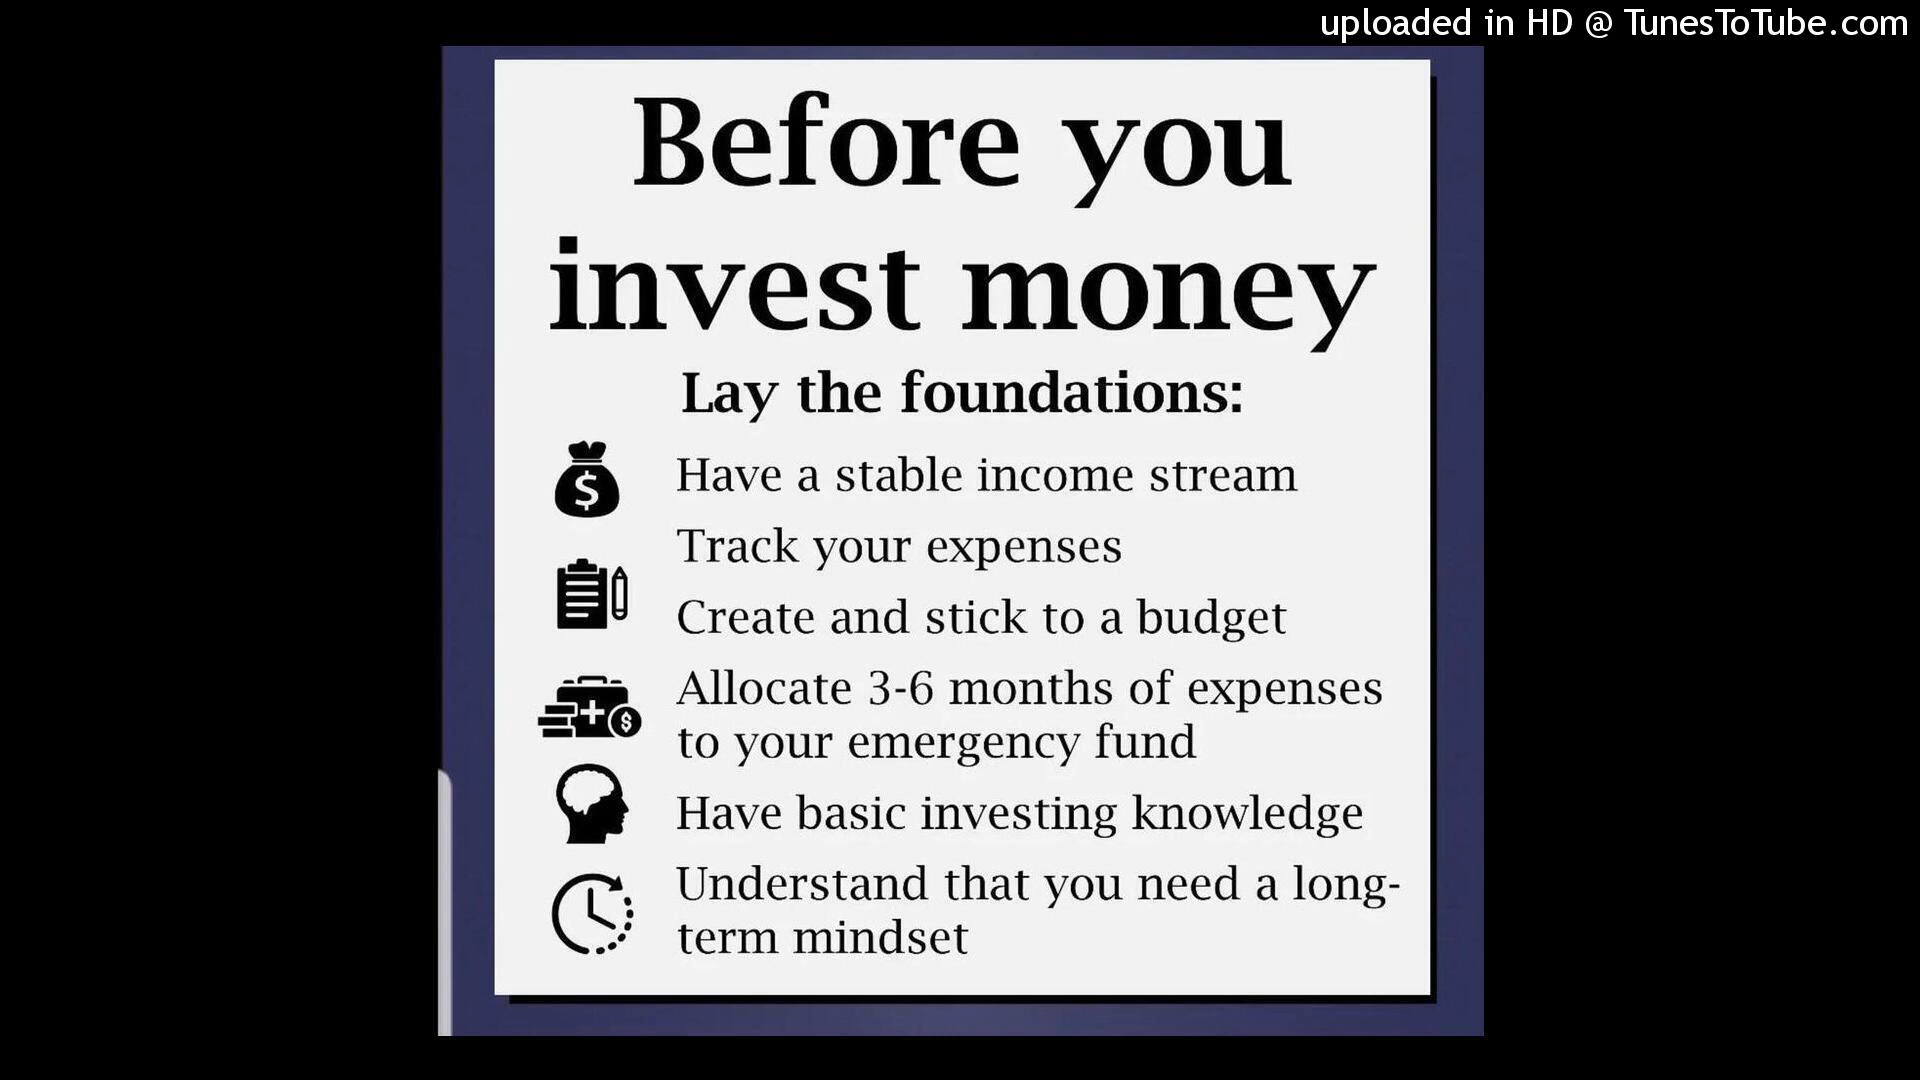 uploaded in HD @ TunesToTube.com
Before you
invest money
Lay the foundations:
Have a stable income stream
Track your expenses
Create and stick to a budget
Allocate 3-6 months of expenses
to your emergency fund
Have basic investing knowledge
Understand that you need a long-
term mindset